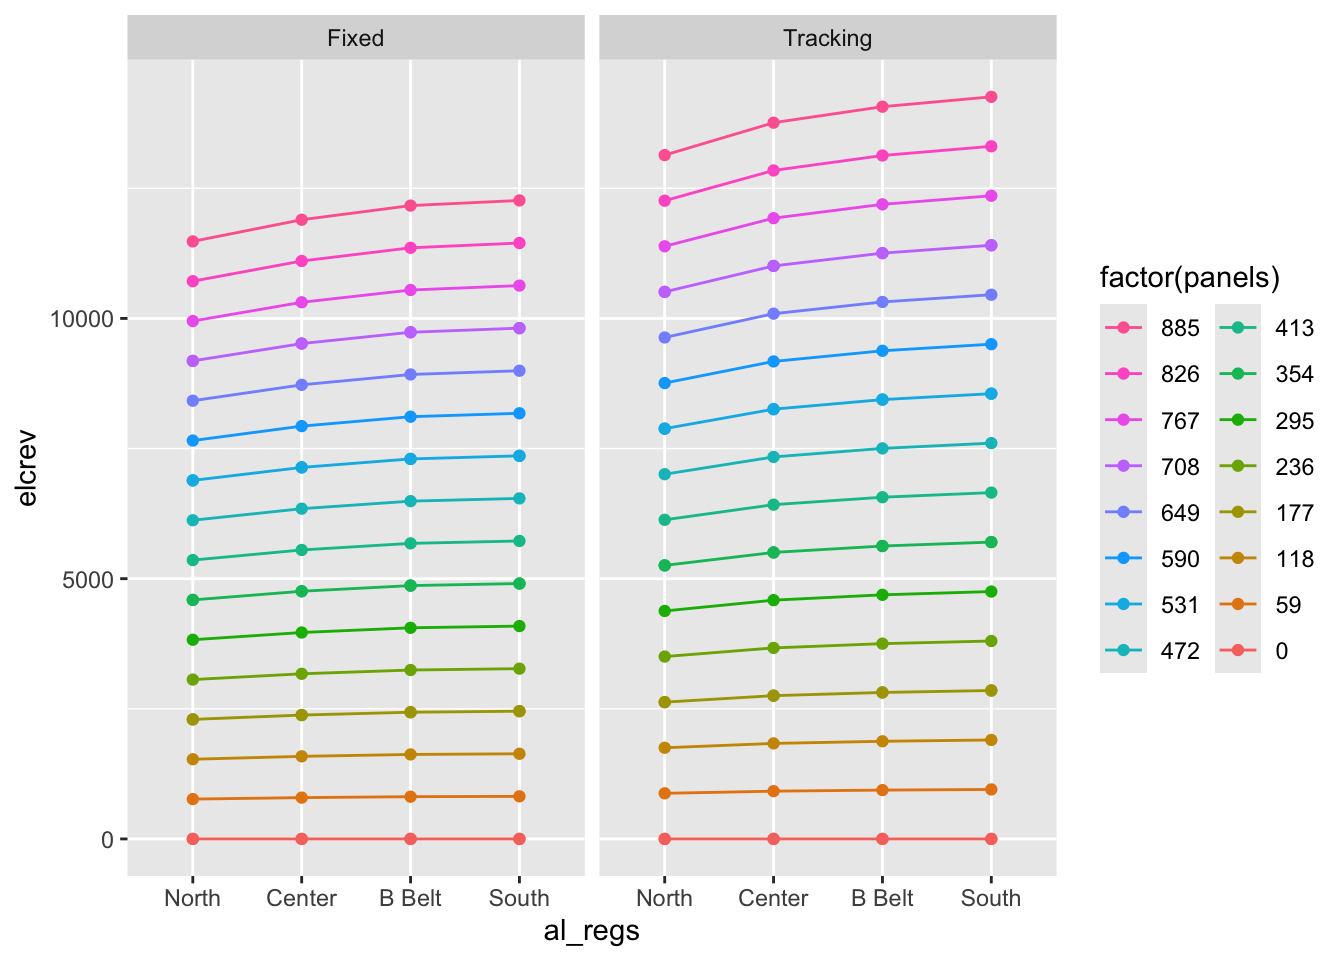 Fixed
Tracking
elcrev
10000
5000
0
North Center B Belt South
North Center B Belt South
al_regs
factor(panels)
885 413
826 354
767 295
708 236
649 177
590 118
531 59
472 0